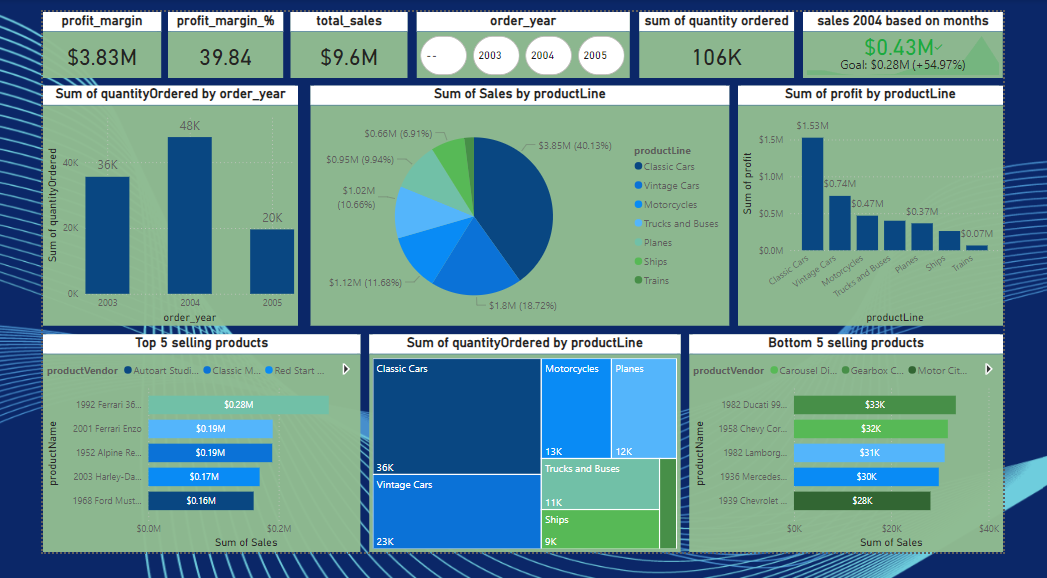 profit_margin
$3.83M
profit_margin_%
39.84
total_sales
$9.6M
order_year
--
2003
2004
2005
sum of quantity ordered
106K
sales 2004 based on months
$0.43M✓
Goal: $0.28M (+54.97%)
Sum of quantityOrdered by order_year
Sum of quantityOrdered
40K
20K
0K
36K
48K
20K
2003
2004
2005
order_year
Sum of Sales by productLine
$0.66M (6.91%)
$0.95M (9.94%)
$1.02M
(10.66%)
$1.12M (11.68%)
$1.8M (18.72%)
$3.85M (40.13%)
productLine
Classic Cars
Vintage Cars
Motorcycles
Trucks and Buses
Planes
Ships
Trains
Sum of profit by productLine
Sum of profit
$1.5M
$1.0M
$0.5M
$0.0M
$1.53M
$0.74M
$0.47M
$0.37M
$0.07M
Classic Cars
Vintage Cars
Motorcycles
Trucks and Buses
Planes
Ships
Trains
productLine
Top 5 selling products
productVendor
Autoart Studi...
Classic M...
Red Start ...
productName
1992 Ferrari 36...
$0.28M
2001 Ferrari Enzo
$0.19M
1952 Alpine Re...
$0.19M
2003 Harley-Da...
$0.17M
1968 Ford Must...
$0.16M
$0.0M
$0.2M
Sum of Sales
Sum of quantityOrdered by productLine
Classic Cars
36K
Vintage Cars
23K
Motorcycles
13K
Planes
12K
Trucks and Buses
11K
Ships
9K
Bottom 5 selling products
productVendor
Carousel Di...
Gearbox C...
Motor Cit...
productName
1982 Ducati 99...
$33K
1958 Chevy Cor...
$32K
1982 Lamborg...
$31K
1936 Mercedes...
$30K
1939 Chevrolet ...
$28K
$0K
$20K
$40K
Sum of Sales